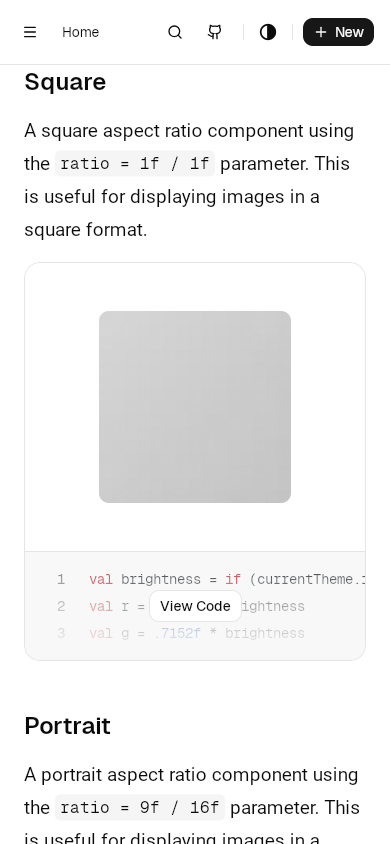 Home
New
Square
A square aspect ratio component using
the ratio = 1f / 1f parameter. This
is useful for displaying images in a
square format.
1 val brightness = if (currentTheme.i
2 val r = ightness
View Code
3 val g = .7152f * brightness
Portrait
A portrait aspect ratio component using
the ratio = 9f / 16f parameter. This
is useful for displaying images in a